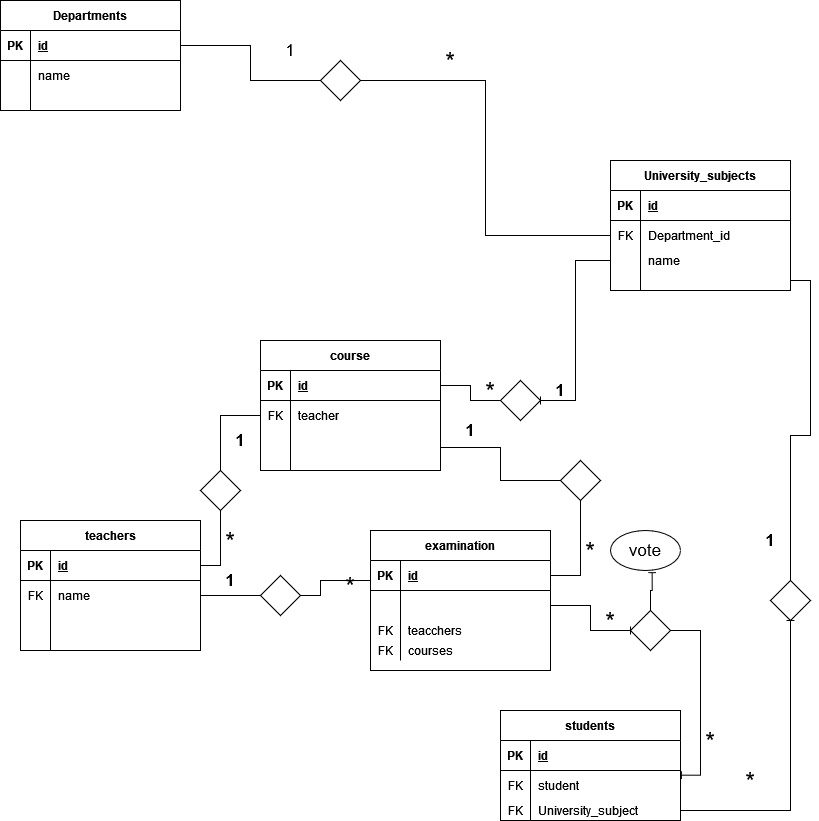 Departments
PK id
name
1
*
University_subjects
PK id
FK Department_id
name
course
PK id
FK teacher
*
1
1
1
*
*
teachers
PK id
FK name
1
*
examination
PK id
FK teacchers
FK courses
vote
*
1
students
PK id
FK student
FK University_subject
*
*